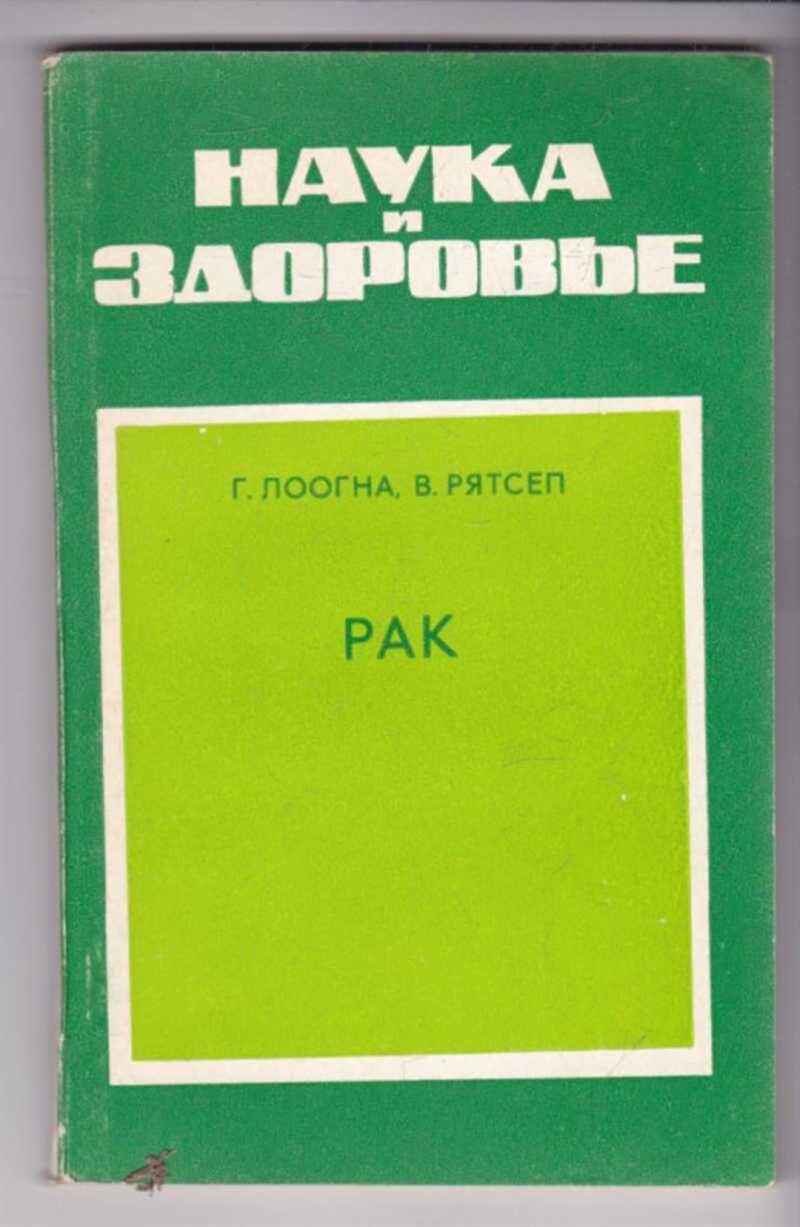 НАУКА
И
ЗДОРОВЬЕ
Г. ЛООГНА, В. РЯТСЕП
РАК